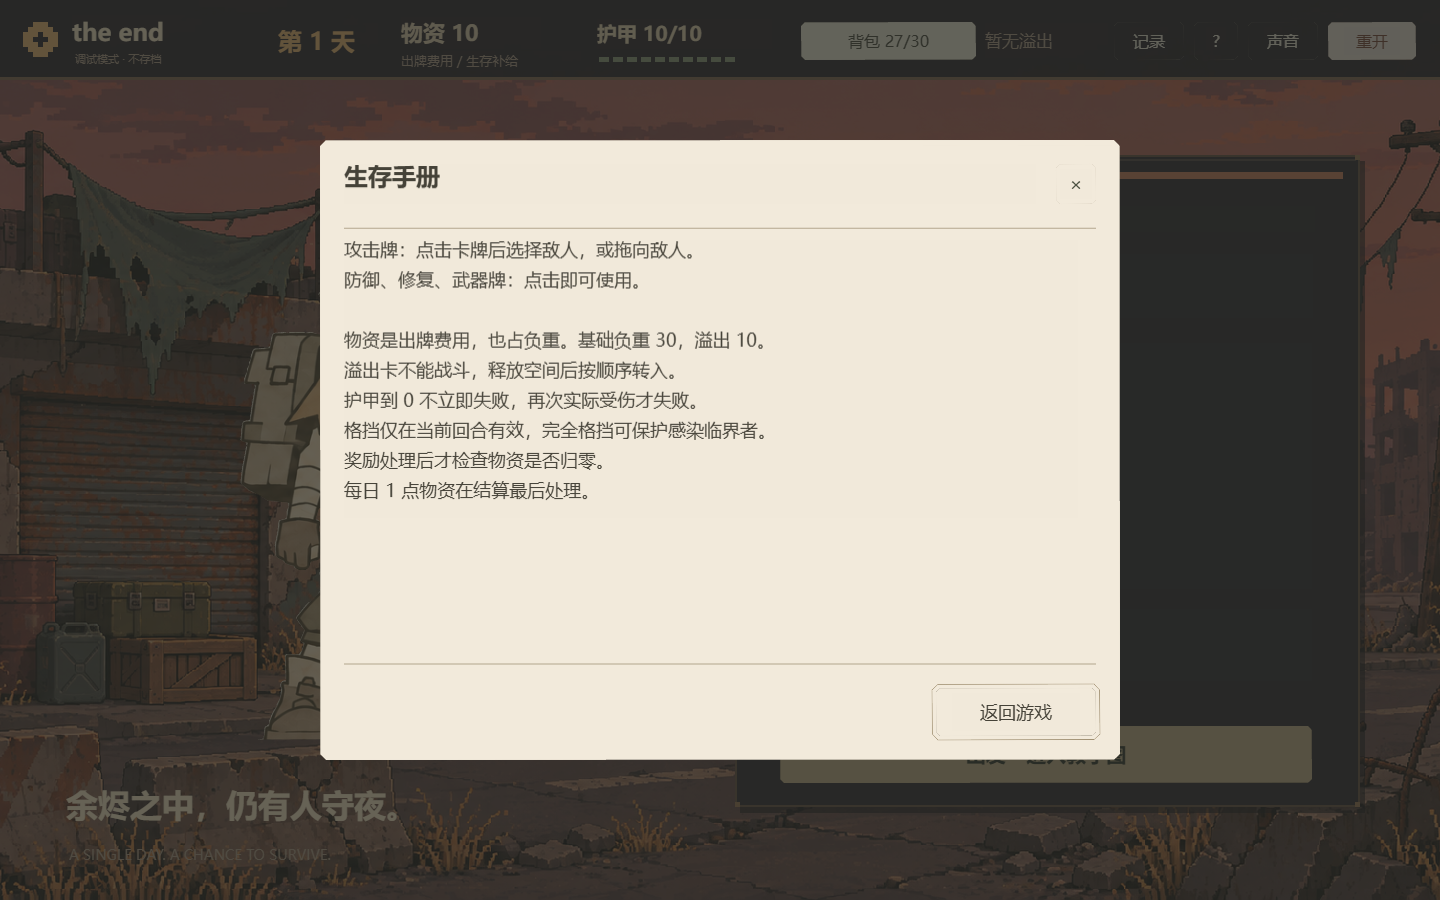 the end
调试模式 · 不存档
第 1 天
物资 10
出牌费用 / 生存补给
护甲 10/10
背包 27/30
暂无溢出
记录
?
声音
重开
生存手册
×
攻击牌：点击卡牌后选择敌人，或拖向敌人。
防御、修复、武器牌：点击即可使用。
物资是出牌费用，也占负重。基础负重 30，溢出 10。
溢出卡不能战斗，释放空间后按顺序转入。
护甲到 0 不立即失败，再次实际受伤才失败。
格挡仅在当前回合有效，完全格挡可保护感染临界者。
奖励处理后才检查物资是否归零。
每日 1 点物资在结算最后处理。
返回游戏
余烬之中，仍有人守夜。
A SINGLE DAY. A CHANCE TO SURVIVE.